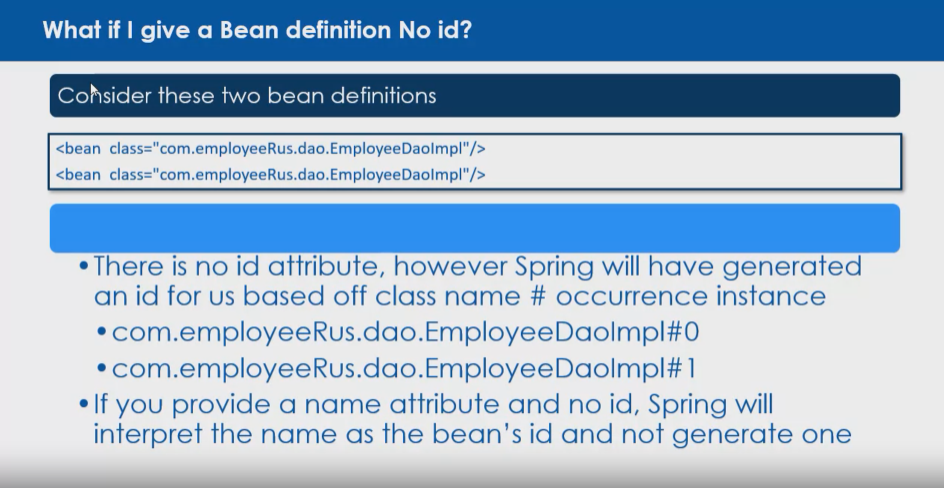 What if I give a Bean definition No id?
Consider these two bean definitions
<bean  class="com.employeeRus.dao.EmployeeDaoImpl"/>
<bean  class="com.employeeRus.dao.EmployeeDaoImpl"/>
•There is no id attribute, however Spring will have generated
an id for us based off class name # occurrence instance
•com.employeeRus.dao.EmployeeDaoImpl#0
•com.employeeRus.dao.EmployeeDaoImpl#1
•If you provide a name attribute and no id, Spring will
interpret the name as the bean's id and not generate one